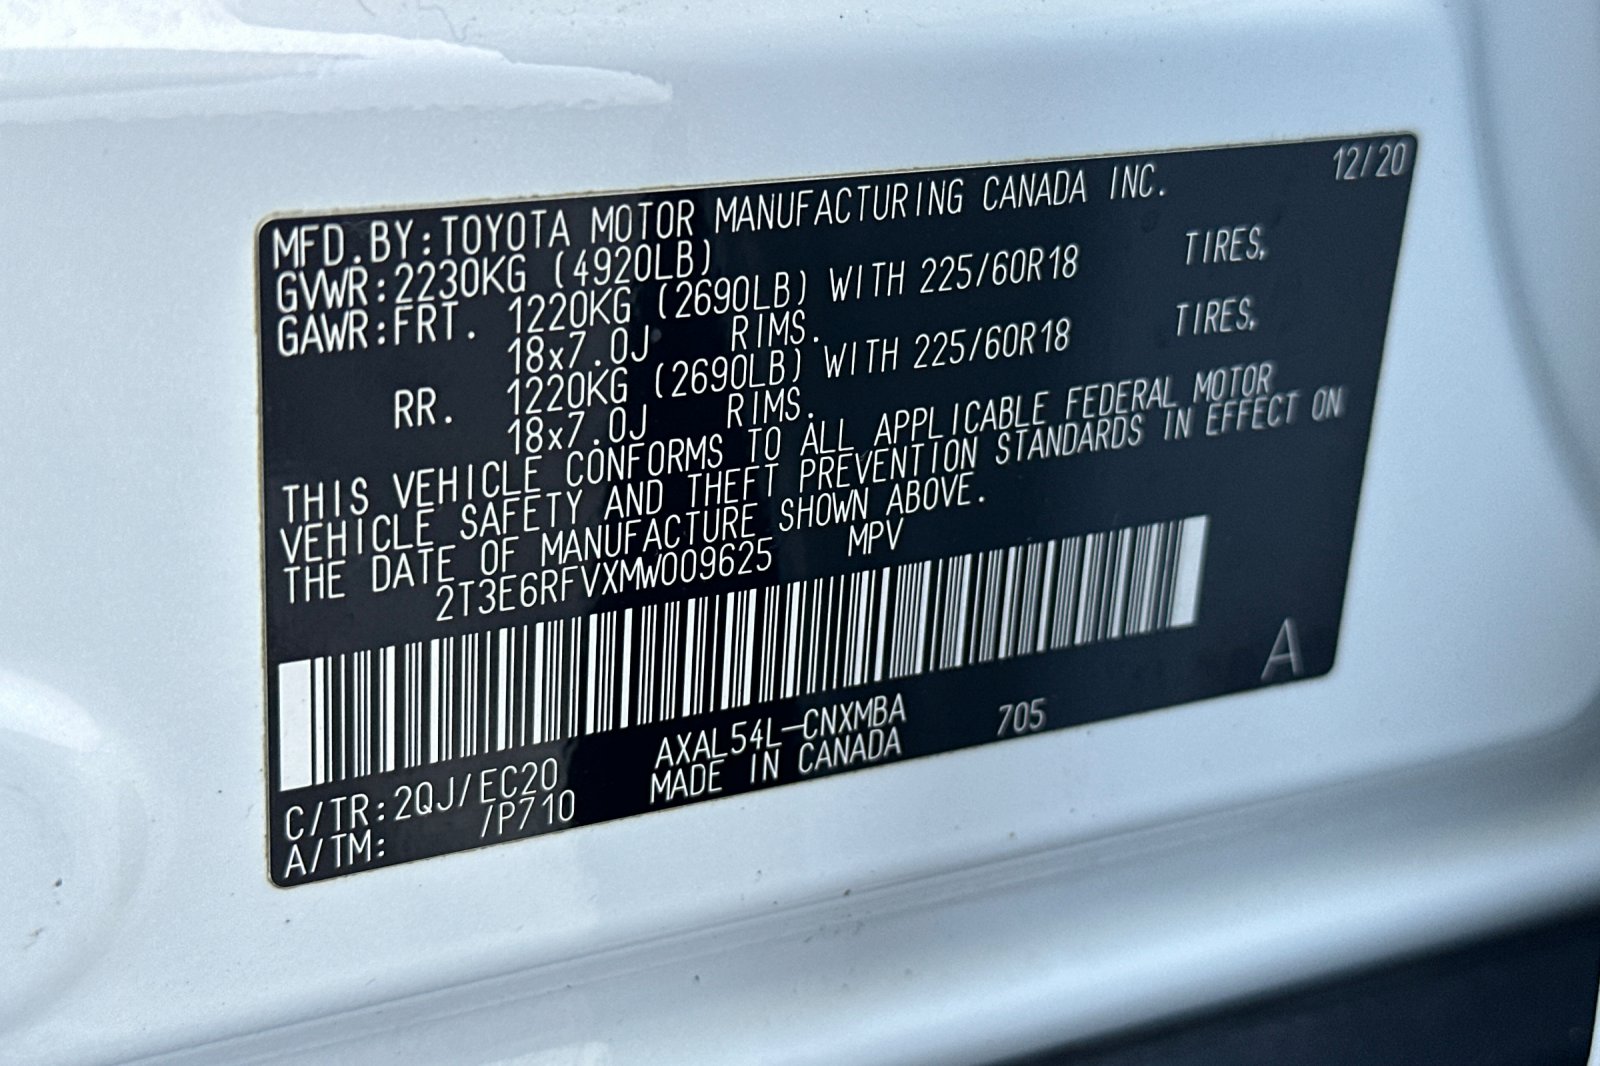 12/20
MFD.BY:TOYOTA MOTOR MANUFACTURING CANADA INC.
GVWR:2230KG (4920LB)
GAWR:FRT. 1220KG (2690LB) WITH 225/60R18 TIRES,
18x7.0J RIMS.
RR. 1220KG (2690LB) WITH 225/60R18 TIRES,
18x7.0J RIMS.
THIS VEHICLE CONFORMS TO ALL APPLICABLE FEDERAL MOTOR
VEHICLE SAFETY AND THEFT PREVENTION STANDARDS IN EFFECT ON
THE DATE OF MANUFACTURE SHOWN ABOVE.
2T3E6RFVXMW009625 MPV
A
C/TR:2QJ/EC20 AXAL54L-CNXMBA 705
A/TM: /P710 MADE IN CANADA